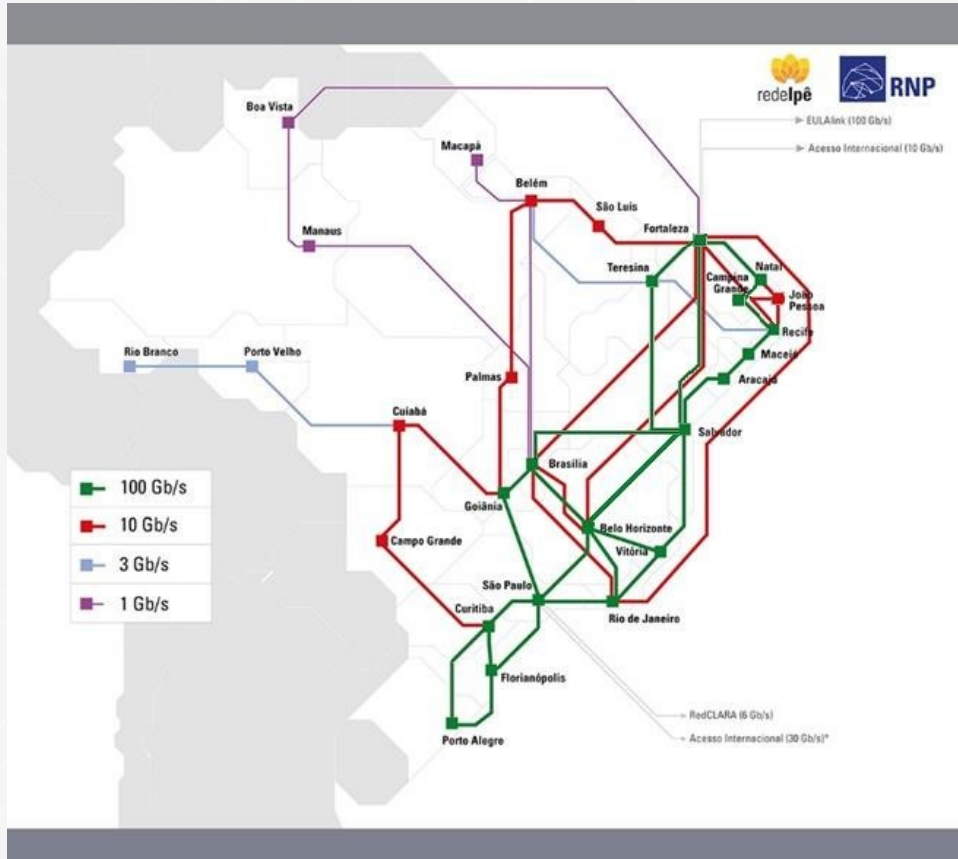 redeIpê
RNP
EULAlink (100 Gb/s)
Acesso Internacional (10 Gb/s)
Boa Vista
Macapá
Belém
São Luís
Fortaleza
Manaus
Teresina
Campina
Grande
Natal
João
Pessoa
Recife
Rio Branco
Porto Velho
Maceió
Palmas
Aracajú
Cuiabá
Salvador
Brasília
100 Gb/s
Goiânia
10 Gb/s
Belo Horizonte
Campo Grande
Vitória
3 Gb/s
São Paulo
1 Gb/s
Curitiba
Rio de Janeiro
Florianópolis
RedCLARA (6 Gb/s)
Porto Alegre
Acesso Internacional (30 Gb/s)*